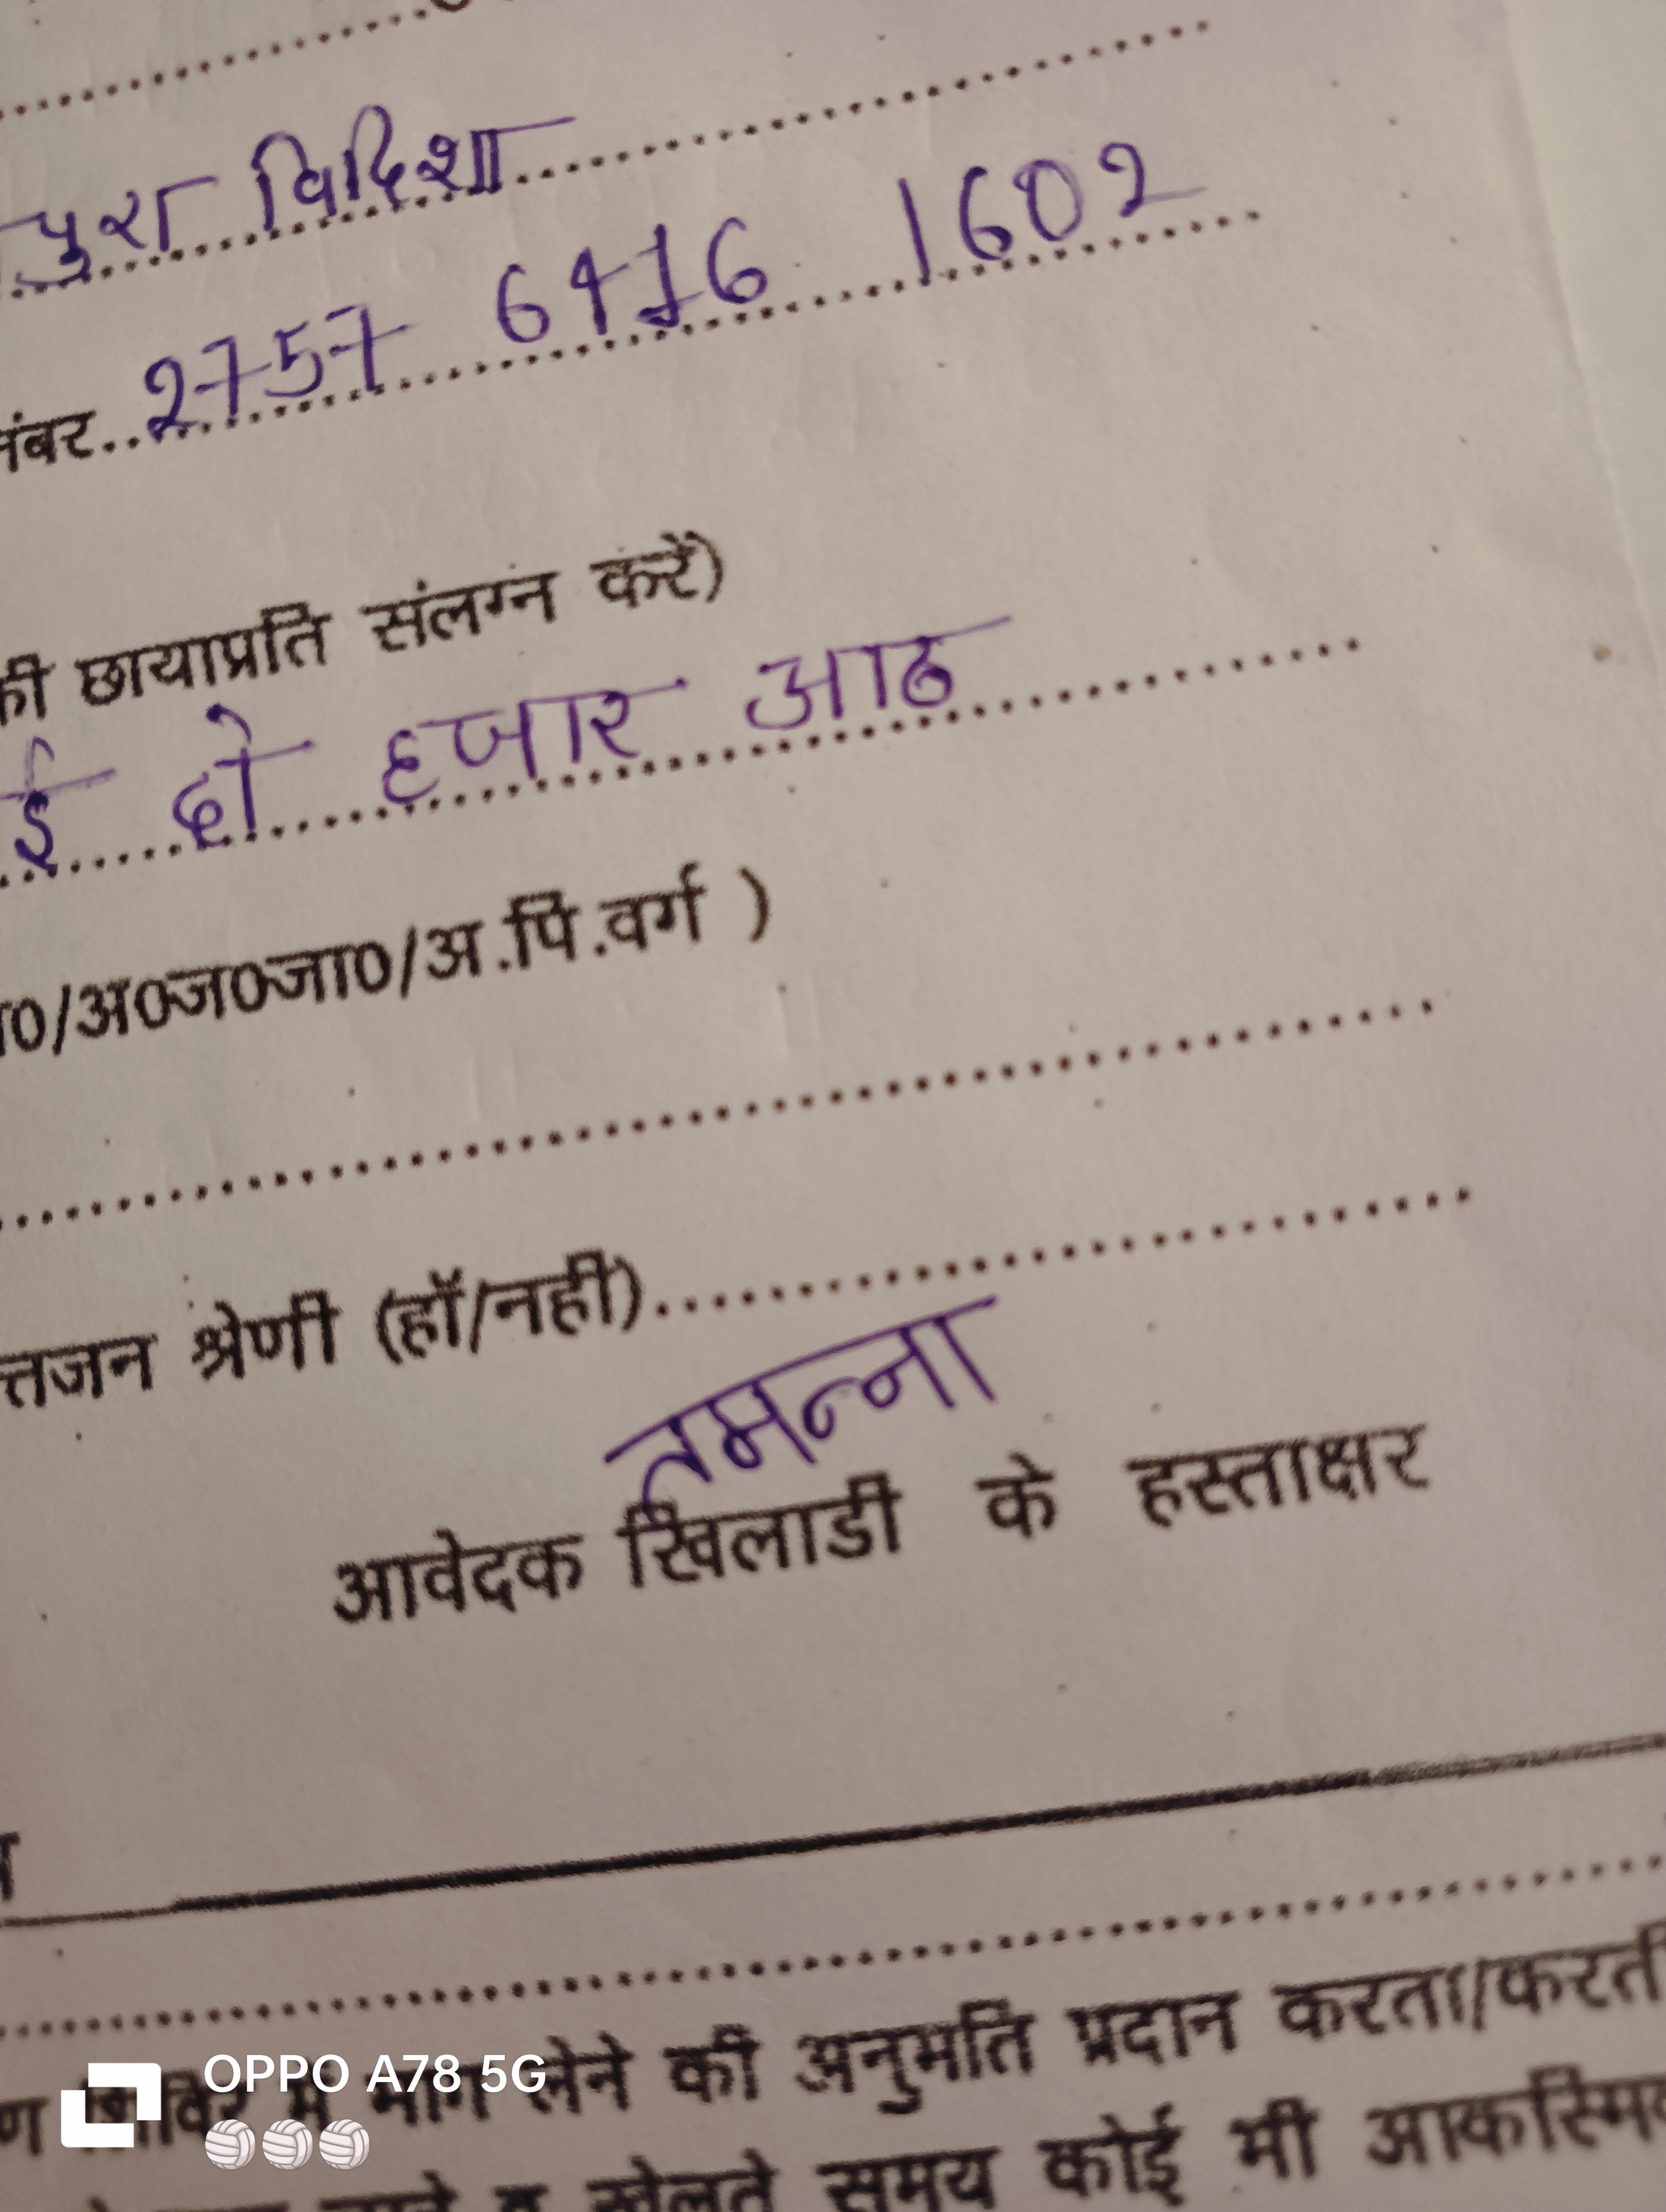 पुरा विदिशा
नंबर.. 2757 6416 1602
की छायाप्रति संलग्न करें)
ई दो हजार आठ
0/अ0ज0जा0/अ.पि.वर्ग )
त्तजन श्रेणी (हॉ/नहीं)
तमन्ना
आवेदक खिलाडी के हस्ताक्षर
ण शिविर में भाग लेने की अनुमति प्रदान करता/करती
व खेलते समय कोई भी आकस्मिक
OPPO A78 5G